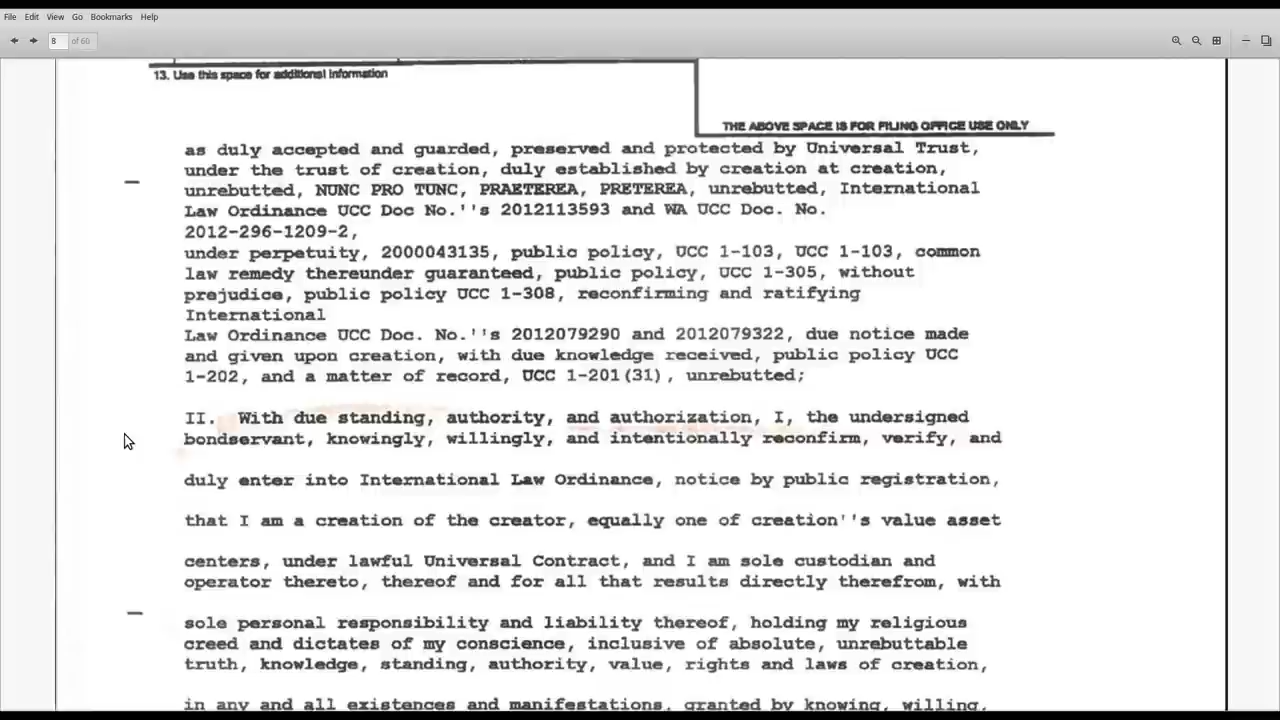 File Edit View Go Bookmarks Help
8 of 60
13. Use this space for additional information
THE ABOVE SPACE IS FOR FILING OFFICE USE ONLY
as duly accepted and guarded, preserved and protected by Universal Trust,
under the trust of creation, duly established by creation at creation,
unrebutted, NUNC PRO TUNC, PRAETEREA, PRETEREA, unrebutted, International
Law Ordinance UCC Doc No.''s 2012113593 and WA UCC Doc. No.
2012-296-1209-2,
under perpetuity, 2000043135, public policy, UCC 1-103, UCC 1-103, common
law remedy thereunder guaranteed, public policy, UCC 1-305, without
prejudice, public policy UCC 1-308, reconfirming and ratifying
International
Law Ordinance UCC Doc. No.''s 2012079290 and 2012079322, due notice made
and given upon creation, with due knowledge received, public policy UCC
1-202, and a matter of record, UCC 1-201(31), unrebutted;
II. With due standing, authority, and authorization, I, the undersigned
bondservant, knowingly, willingly, and intentionally reconfirm, verify, and
duly enter into International Law Ordinance, notice by public registration,
that I am a creation of the creator, equally one of creation''s value asset
centers, under lawful Universal Contract, and I am sole custodian and
operator thereto, thereof and for all that results directly therefrom, with
sole personal responsibility and liability thereof, holding my religious
creed and dictates of my conscience, inclusive of absolute, unrebuttable
truth, knowledge, standing, authority, value, rights and laws of creation,
in any and all existences and manifestations, granted by knowing, willing,